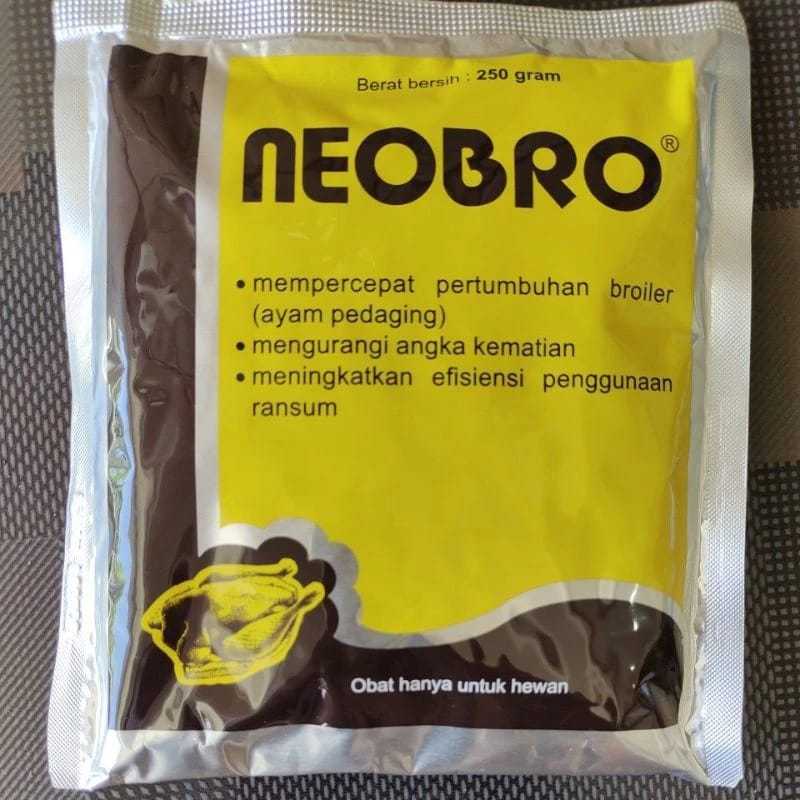 Berat bersih : 250 gram
NEOBRO®
• mempercepat pertumbuhan broiler
(ayam pedaging)
• mengurangi angka kematian
• meningkatkan efisiensi penggunaan
ransum
Obat hanya untuk hewan